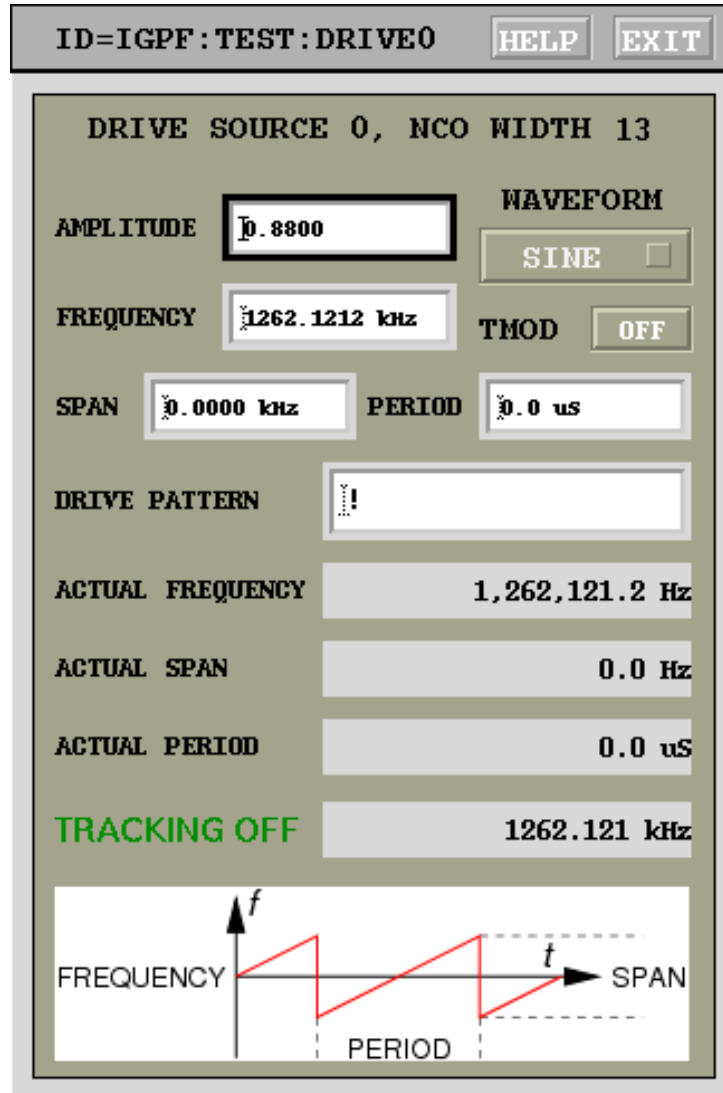 ID=IGPF:TEST:DRIVE0 HELP EXIT
DRIVE SOURCE 0, NCO WIDTH 13
WAVEFORM
AMPLITUDE 0.8800
SINE
FREQUENCY 1262.1212 kHz TMOD OFF
SPAN 0.0000 kHz PERIOD 0.0 uS
DRIVE PATTERN !
ACTUAL FREQUENCY 1,262,121.2 Hz
ACTUAL SPAN 0.0 Hz
ACTUAL PERIOD 0.0 uS
TRACKING OFF 1262.121 kHz
f
t
FREQUENCY SPAN
PERIOD